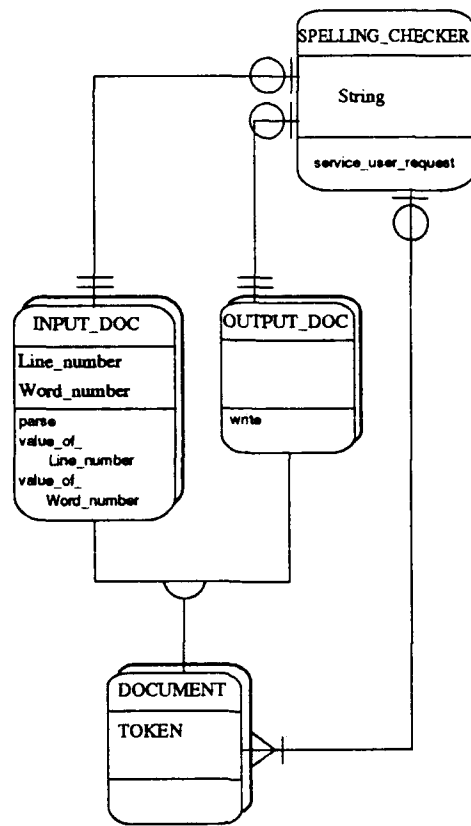 SPELLING_CHECKER
String
service_user_request
INPUT_DOC
Line_number
Word_number
parse
value_of_
Line_number
value_of_
Word_number
OUTPUT_DOC
write
DOCUMENT
TOKEN